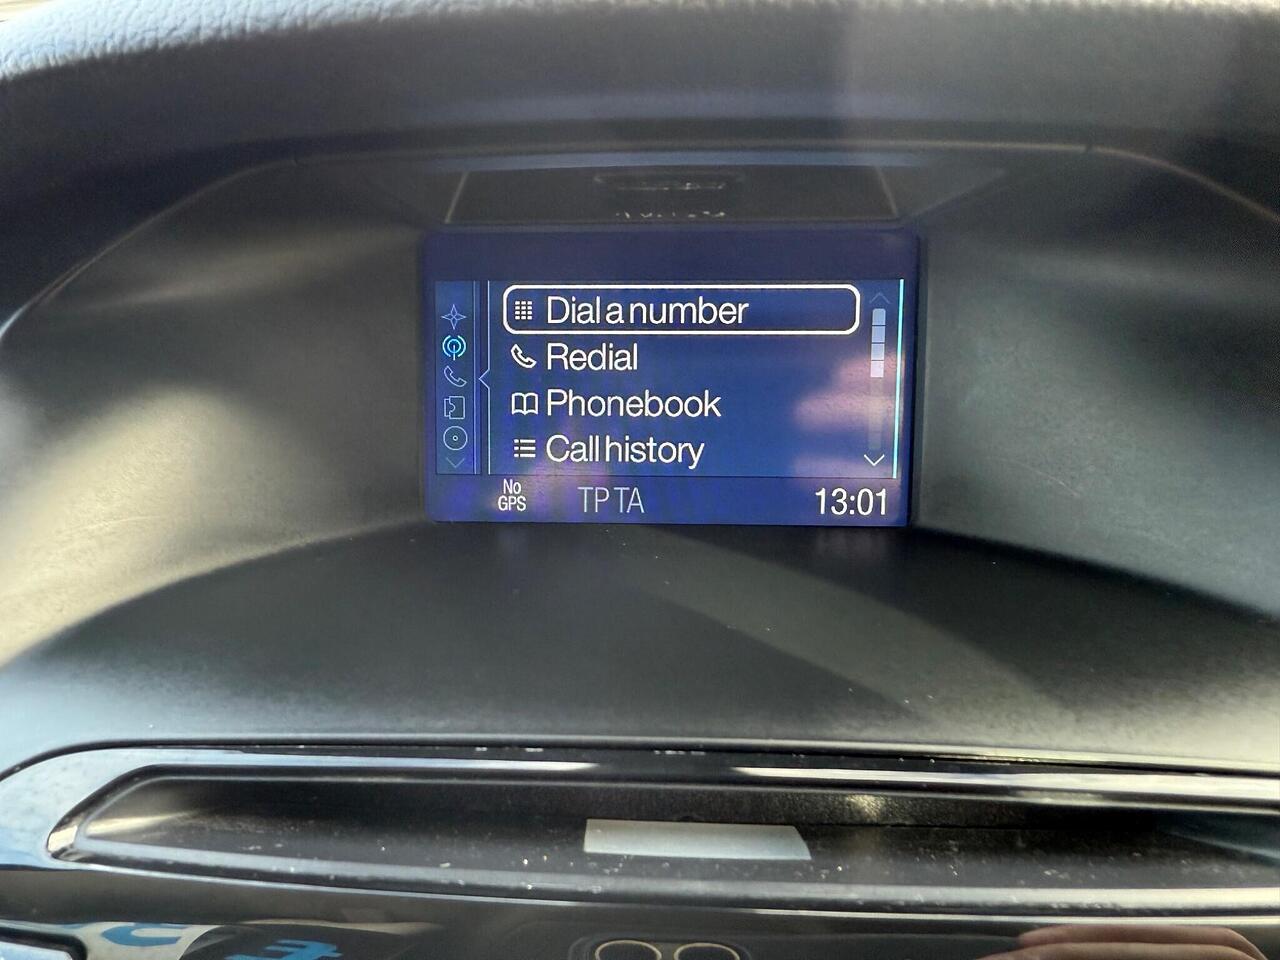 Dial a number
Redial
Phonebook
Call history
No
GPS
TP TA
13:01